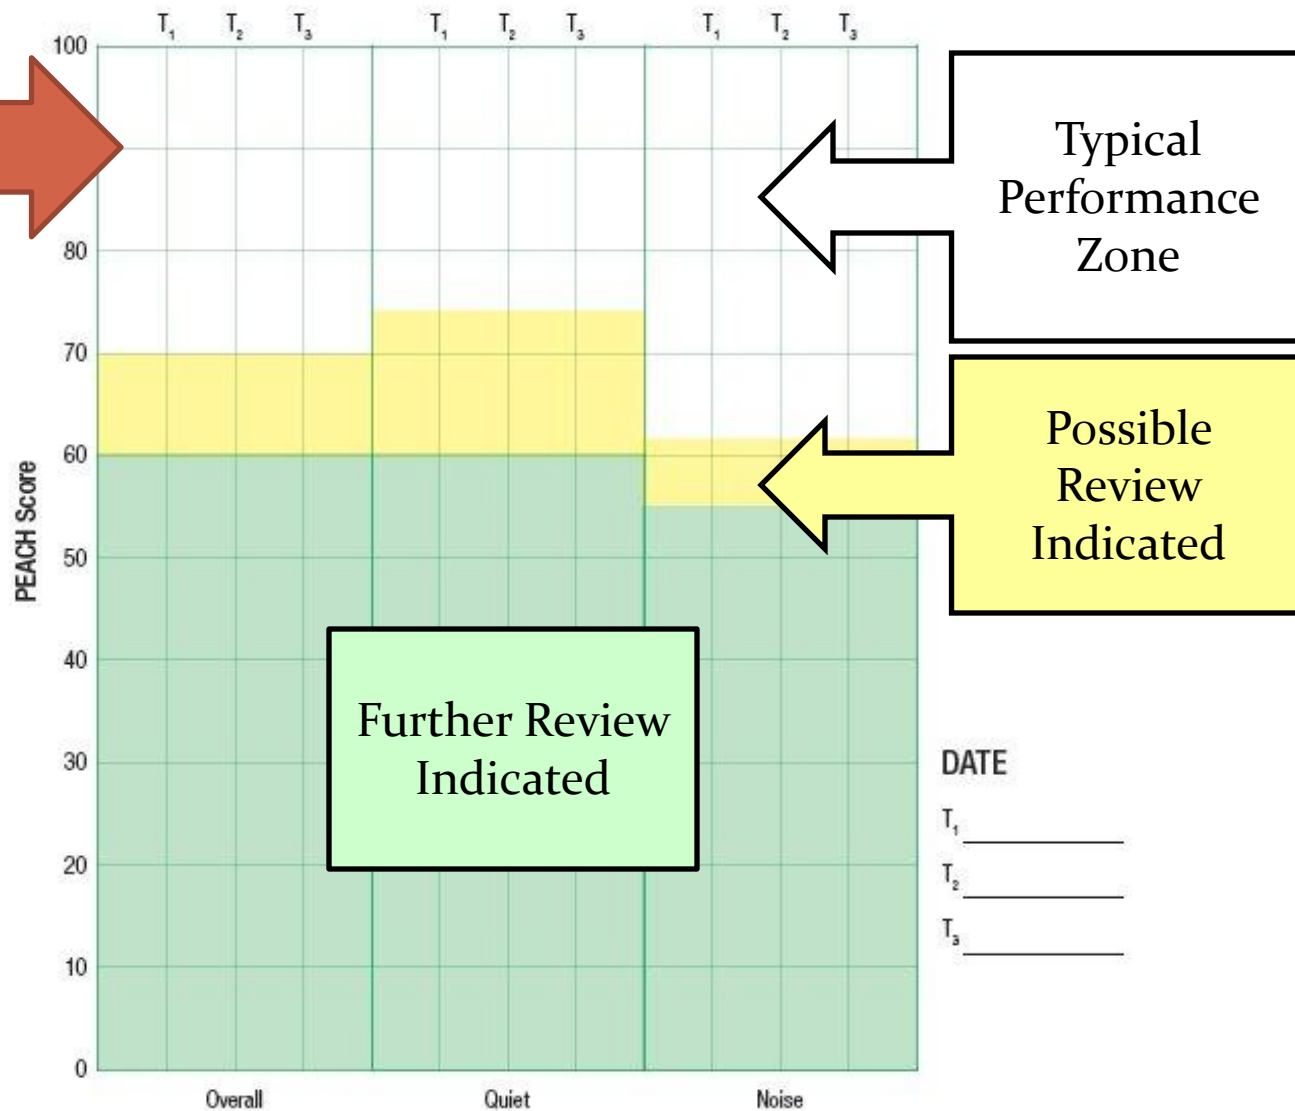 T₁ T₂ T₃ T₁ T₂ T₃ T₁ T₂ T₃
100
80
70
60
50
40
30
20
10
0
PEACH Score
Overall Quiet Noise
Typical
Performance
Zone
Possible
Review
Indicated
Further Review
Indicated
DATE
T₁
T₂
T₃